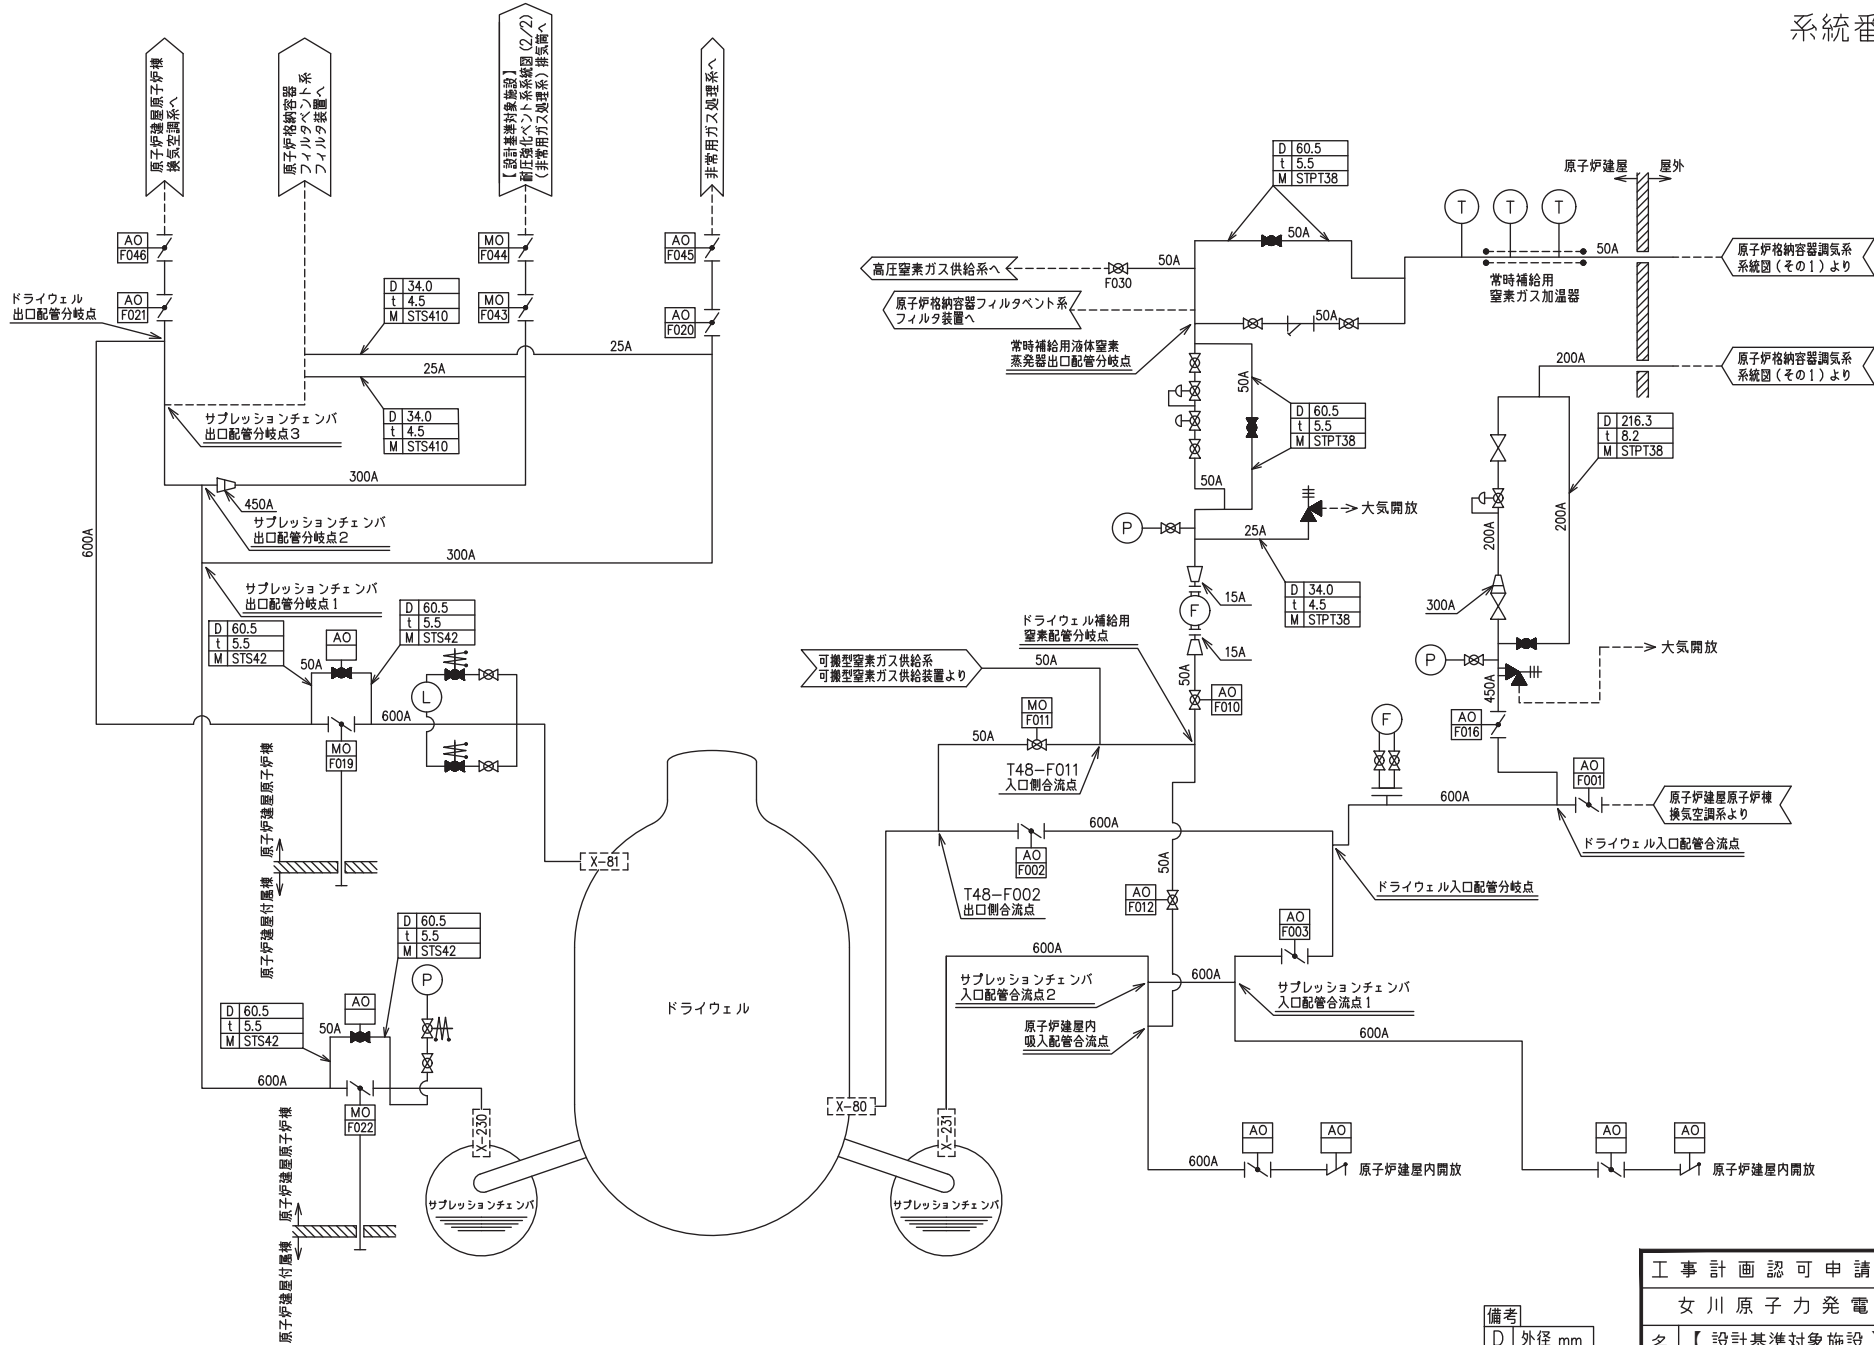 系統番
原子炉建屋原子炉棟
換気空調系へ
原子炉格納容器
フィルタベント系
フィルタ装置へ
【設計基準対象施設】
耐圧強化ベント系系統図(2/2)
(非常用ガス処理系)排気筒へ
非常用ガス処理系へ
AO
F046
MO
F044
AO
F045
AO
F021
MO
F043
AO
F020
ドライウェル
出口配管分岐点
D 34.0
t 4.5
M STS410
25A
25A
D 34.0
t 4.5
M STS410
サプレッションチェンバ
出口配管分岐点3
300A
450A
サプレッションチェンバ
出口配管分岐点2
600A
300A
サプレッションチェンバ
出口配管分岐点1
D 60.5
t 5.5
M STS42
AO
50A
D 60.5
t 5.5
M STS42
L
600A
MO
F019
原子炉建屋原子炉棟
原子炉建屋付属棟
X-81
D 60.5
t 5.5
M STS42
P
D 60.5
t 5.5
M STS42
AO
50A
600A
MO
F022
原子炉建屋原子炉棟
原子炉建屋付属棟
X-230
サプレッションチェンバ
ドライウェル
X-80
X-231
サプレッションチェンバ
D 60.5
t 5.5
M STPT38
50A
高圧窒素ガス供給系へ
F030
50A
原子炉格納容器フィルタベント系
フィルタ装置へ
50A
常時補給用液体窒素
蒸発器出口配管分岐点
原子炉建屋
屋外
T
T
T
50A
常時補給用
窒素ガス加温器
原子炉格納容器調気系
系統図(その1)より
200A
原子炉格納容器調気系
系統図(その1)より
50A
D 60.5
t 5.5
M STPT38
50A
D 216.3
t 8.2
M STPT38
200A
200A
P
25A
大気開放
D 34.0
t 4.5
M STPT38
15A
F
15A
50A
AO
F010
300A
P
大気開放
450A
AO
F016
ドライウェル補給用
窒素配管分岐点
可搬型窒素ガス供給系
可搬型窒素ガス供給装置より
50A
MO
F011
50A
T48-F011
入口側合流点
F
600A
AO
F001
原子炉建屋原子炉棟
換気空調系より
ドライウェル入口配管合流点
AO
F002
600A
T48-F002
出口側合流点
50A
AO
F012
ドライウェル入口配管分岐点
AO
F003
600A
サプレッションチェンバ
入口配管合流点2
600A
サプレッションチェンバ
入口配管合流点1
原子炉建屋内
吸入配管合流点
600A
600A
AO
AO
原子炉建屋内開放
AO
AO
原子炉建屋内開放
工事計画認可申請
女川原子力発電
名
【設計基準対象施設】
備考
D 外径 mm